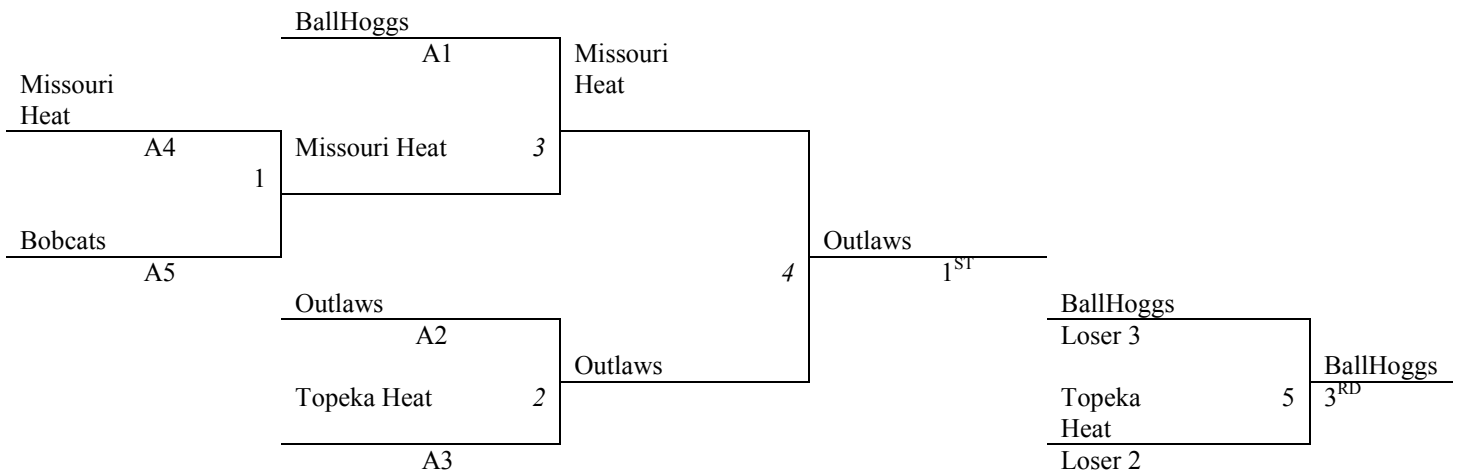 BallHoggs
A1
Missouri
Heat
Missouri
Heat
A4
Missouri Heat
3
1
Bobcats
A5
Outlaws
4
1ST
Outlaws
A2
BallHoggs
Loser 3
Outlaws
BallHoggs
3RD
Topeka Heat
2
Topeka
Heat
5
A3
Loser 2